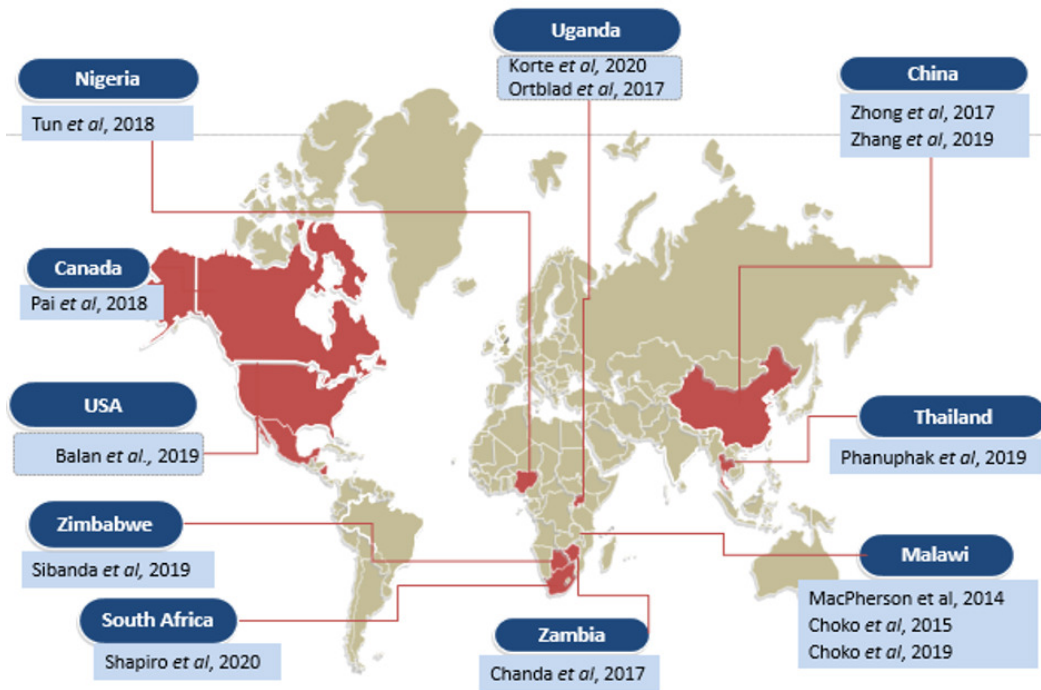 Uganda
Korte et al, 2020
Ortblad et al, 2017
Nigeria
Tun et al, 2018
China
Zhong et al, 2017
Zhang et al, 2019
Canada
Pai et al, 2018
USA
Balan et al., 2019
Thailand
Phanuphak et al, 2019
Zimbabwe
Sibanda et al, 2019
Malawi
MacPherson et al, 2014
Choko et al, 2015
Choko et al, 2019
South Africa
Shapiro et al, 2020
Zambia
Chanda et al, 2017